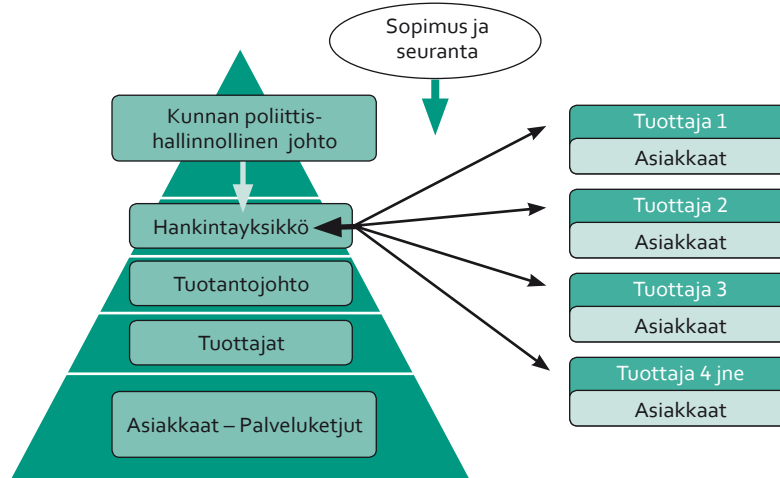 Sopimus ja
seuranta
Kunnan poliittis-
hallinnollinen johto
Hankintayksikkö
Tuotantojohto
Tuottajat
Asiakkaat – Palveluketjut
Tuottaja 1
Asiakkaat
Tuottaja 2
Asiakkaat
Tuottaja 3
Asiakkaat
Tuottaja 4 jne
Asiakkaat